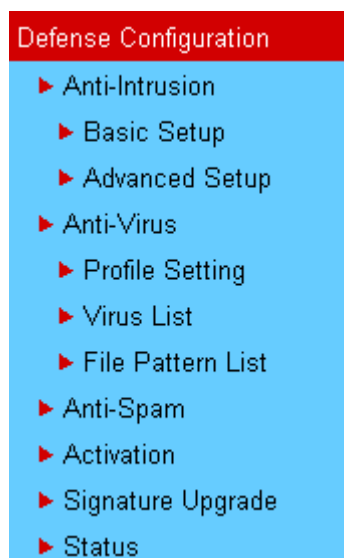 Defense Configuration
Anti-Intrusion
Basic Setup
Advanced Setup
Anti-Virus
Profile Setting
Virus List
File Pattern List
Anti-Spam
Activation
Signature Upgrade
Status